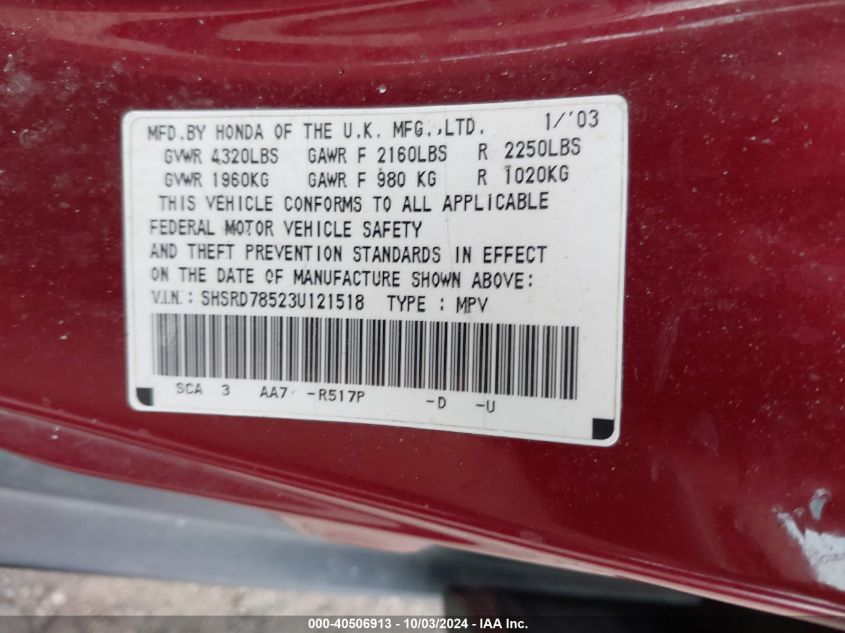 MFD.BY HONDA OF THE U.K. MFG.,LTD. 1/'03
GVWR 4320LBS GAWR F 2160LBS R 2250LBS
GVWR 1960KG GAWR F 980 KG R 1020KG
THIS VEHICLE CONFORMS TO ALL APPLICABLE
FEDERAL MOTOR VEHICLE SAFETY
AND THEFT PREVENTION STANDARDS IN EFFECT
ON THE DATE OF MANUFACTURE SHOWN ABOVE:
V.I.N.: SHSRD78523U121518 TYPE : MPV
SCA 3 AA7 -R517P -D -U
000-40506913 - 10/03/2024 - IAA Inc.